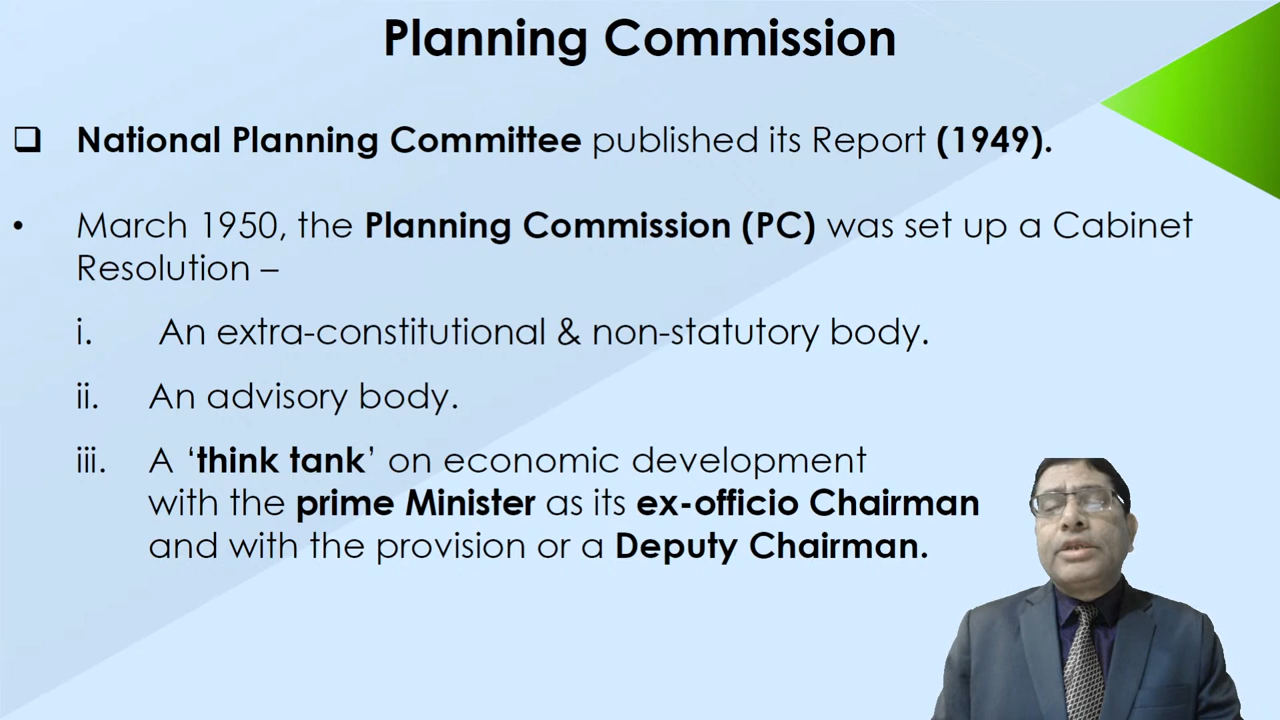 Planning Commission
❑ National Planning Committee published its Report (1949).
• March 1950, the Planning Commission (PC) was set up a Cabinet
Resolution –
i. An extra-constitutional & non-statutory body.
ii. An advisory body.
iii. A ‘think tank’ on economic development
with the prime Minister as its ex-officio Chairman
and with the provision or a Deputy Chairman.